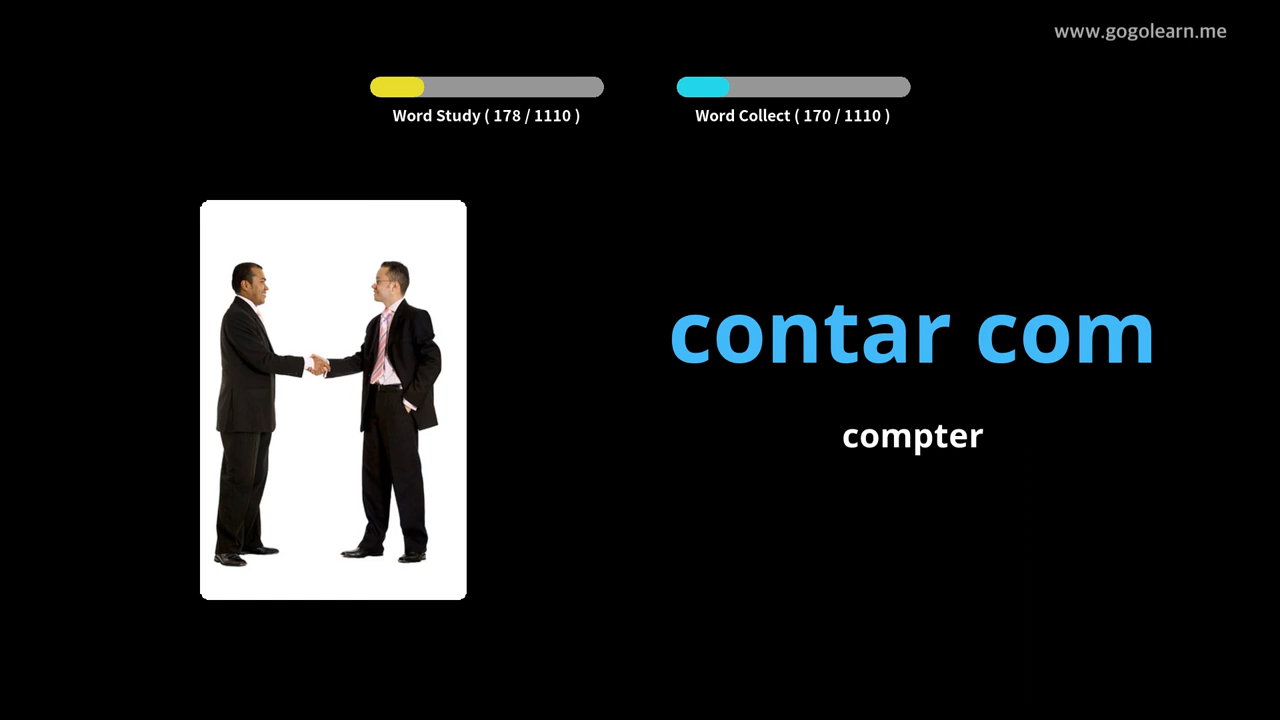 www.gogolearn.me
Word Study ( 178 / 1110 )
Word Collect ( 170 / 1110 )
contar com
compter